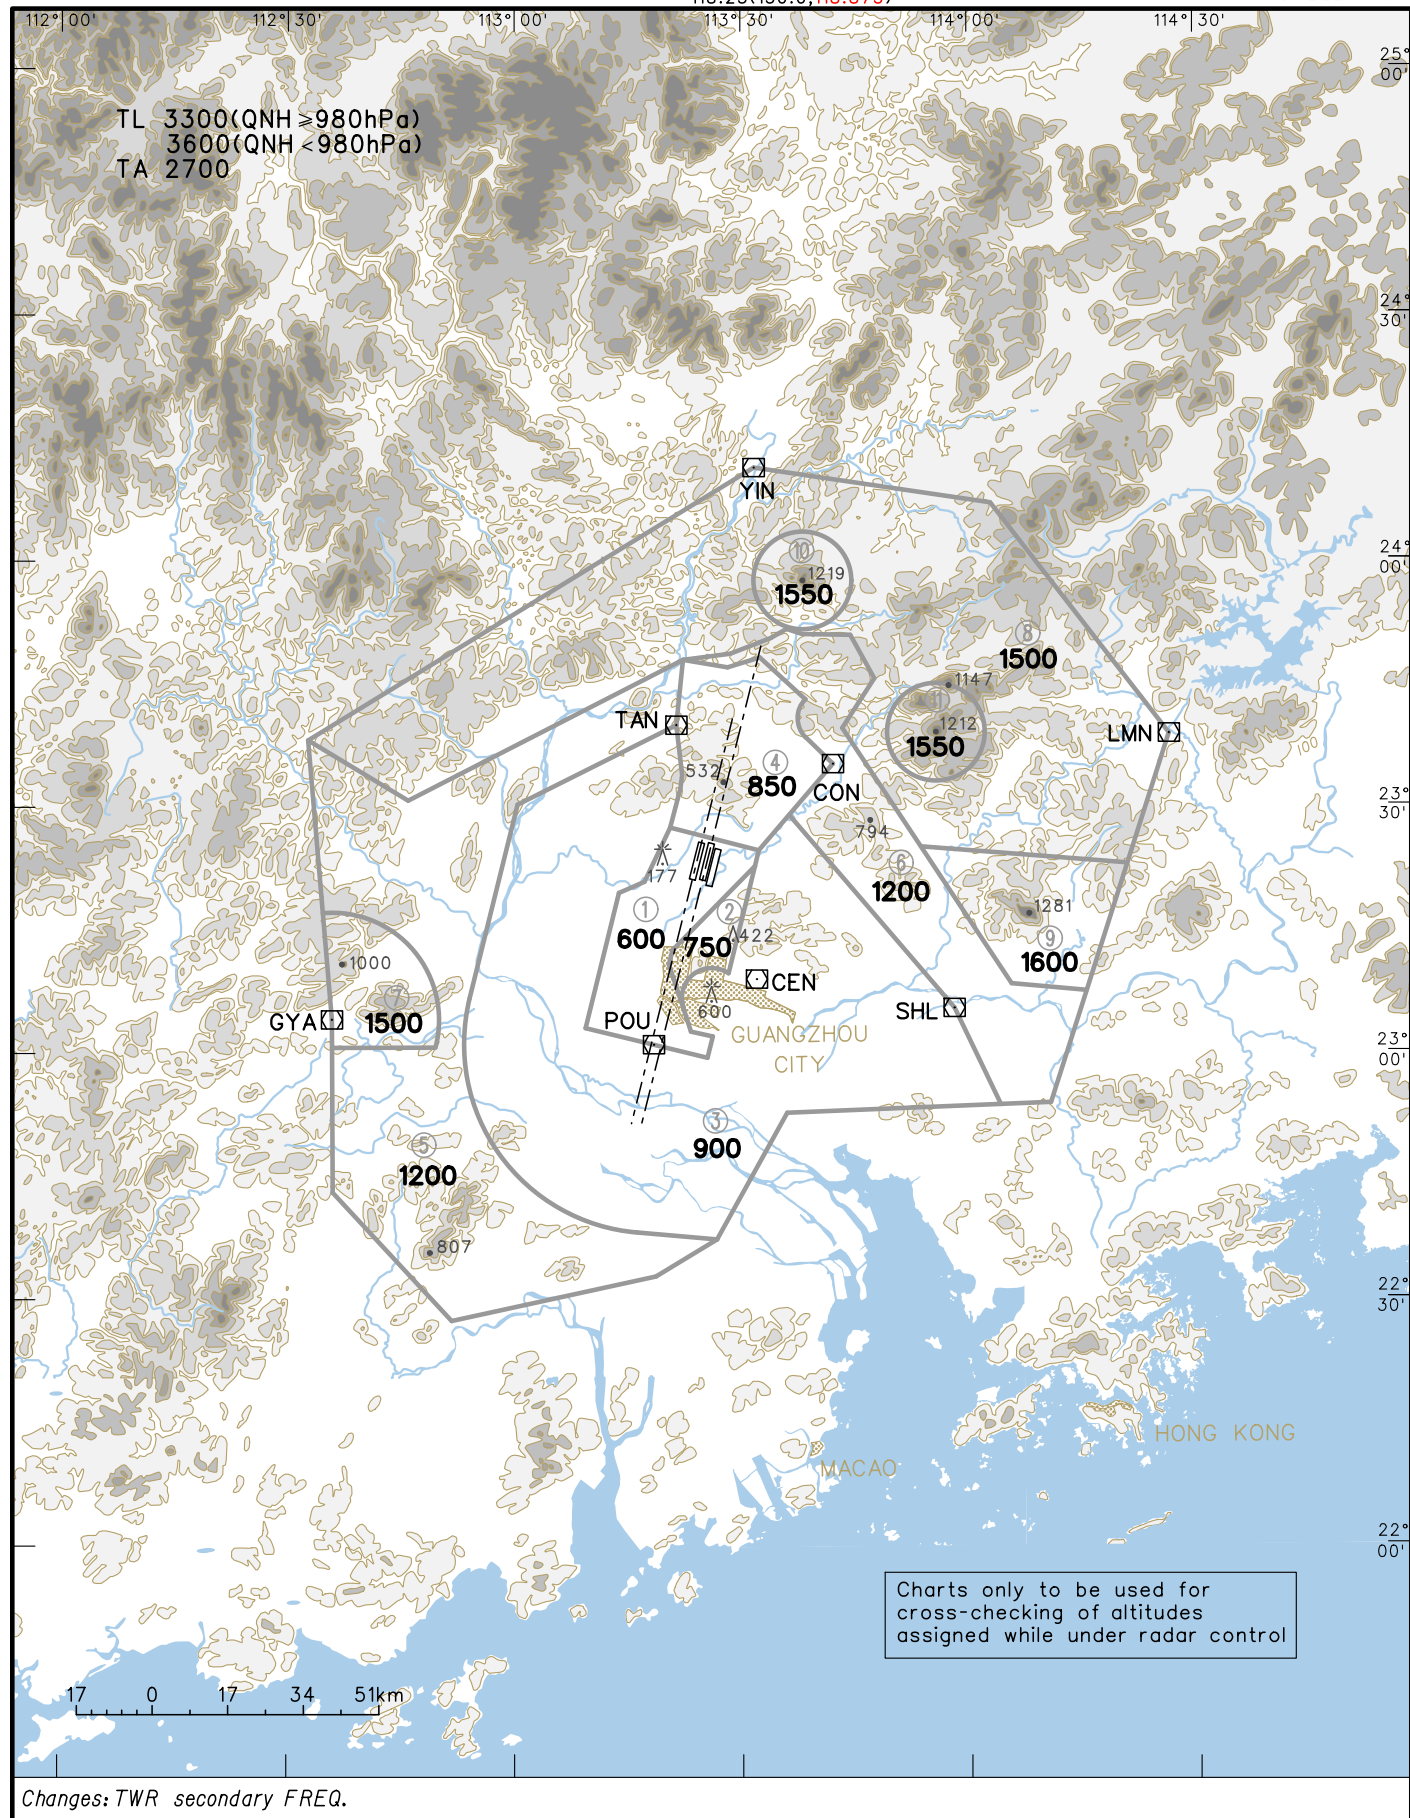 112°00'
112°30'
113°00'
113°30'
114°00'
114°30'
25°
00'
TL 3300(QNH≥980hPa)
3600(QNH<980hPa)
TA 2700
24°
30'
YIN
24°
00'
⑩
1219
1550
⑧
1500
1147
⑪
1212
1550
TAN
LMN
532
④
850
CON
23°
30'
794
177
⑥
1200
①
600
②
750
422
1281
⑨
1600
1000
⑦
1500
GYA
CEN
600
POU
SHL
GUANGZHOU
CITY
23°
00'
③
900
⑤
1200
807
22°
30'
HONG KONG
MACAO
22°
00'
Charts only to be used for
cross-checking of altitudes
assigned while under radar control
17 0 17 34 51km
Changes: TWR secondary FREQ.